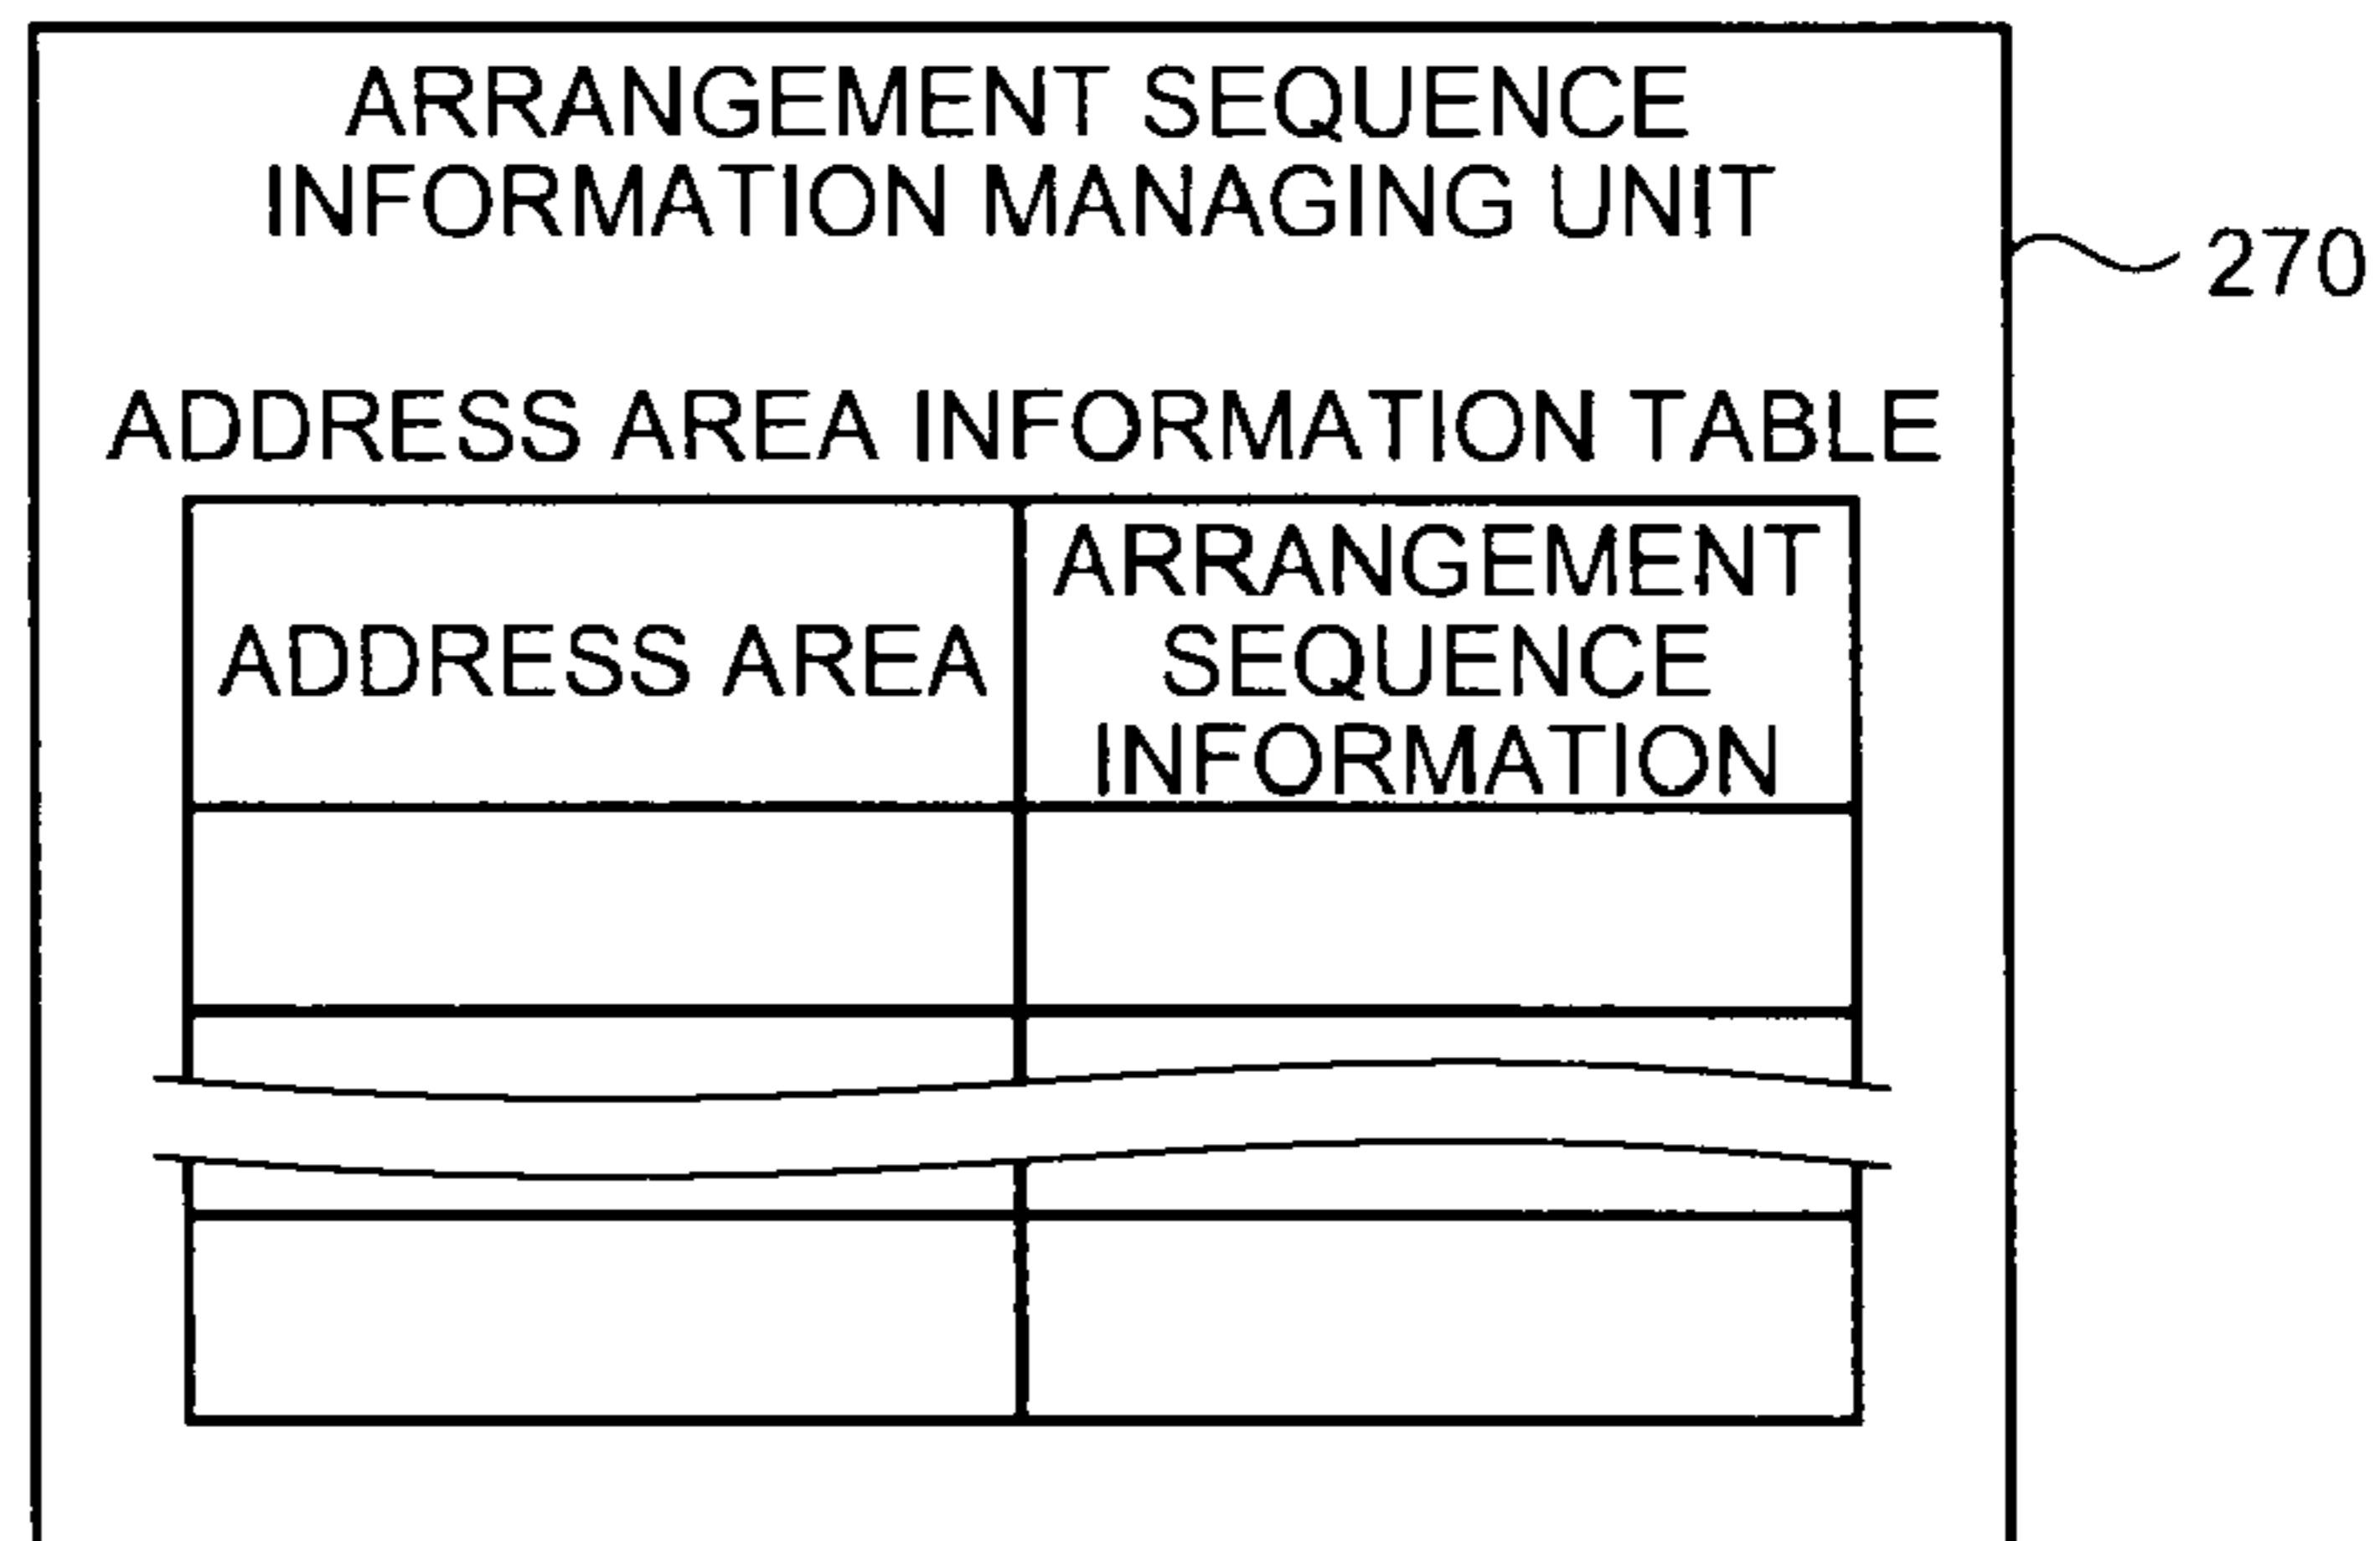 ARRANGEMENT SEQUENCE
INFORMATION MANAGING UNIT
270
ADDRESS AREA INFORMATION TABLE
ADDRESS AREA
ARRANGEMENT
SEQUENCE
INFORMATION